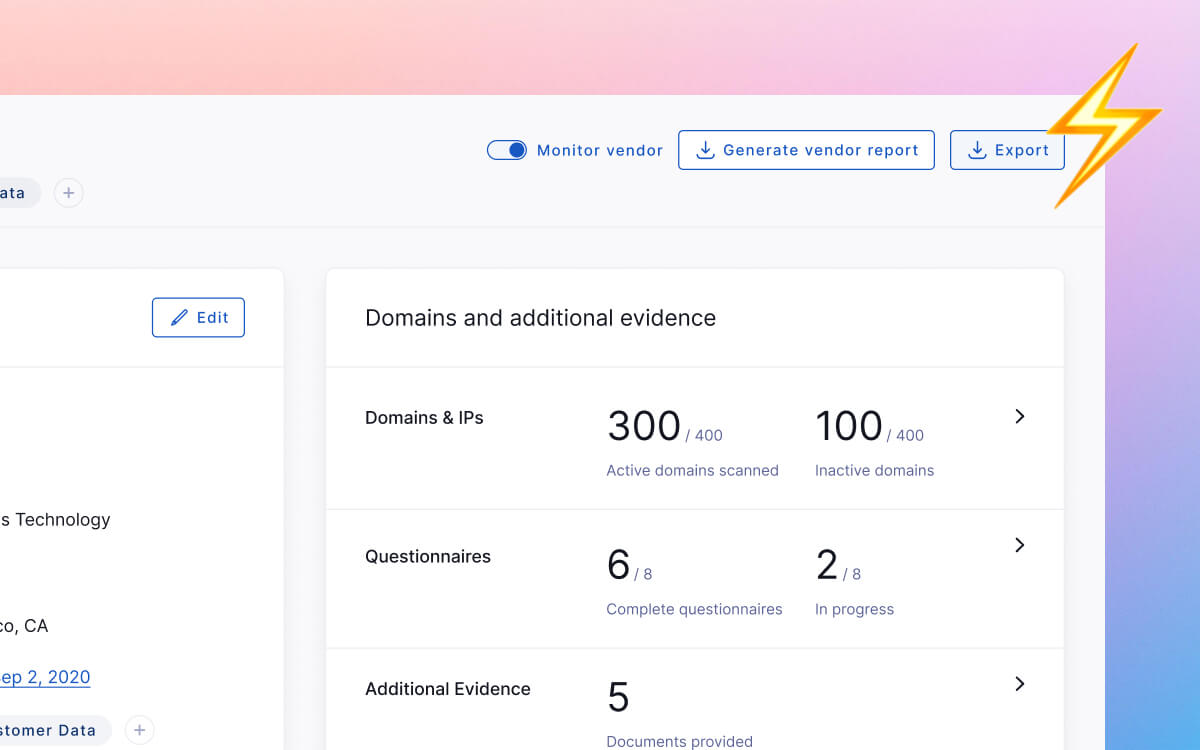 Monitor vendor
Generate vendor report
Export
ata
Edit
Domains and additional evidence
Domains & IPs
300 / 400
100 / 400
Active domains scanned
Inactive domains
s Technology
Questionnaires
6 / 8
2 / 8
Complete questionnaires
In progress
co, CA
ep 2, 2020
Additional Evidence
5
stomer Data
Documents provided